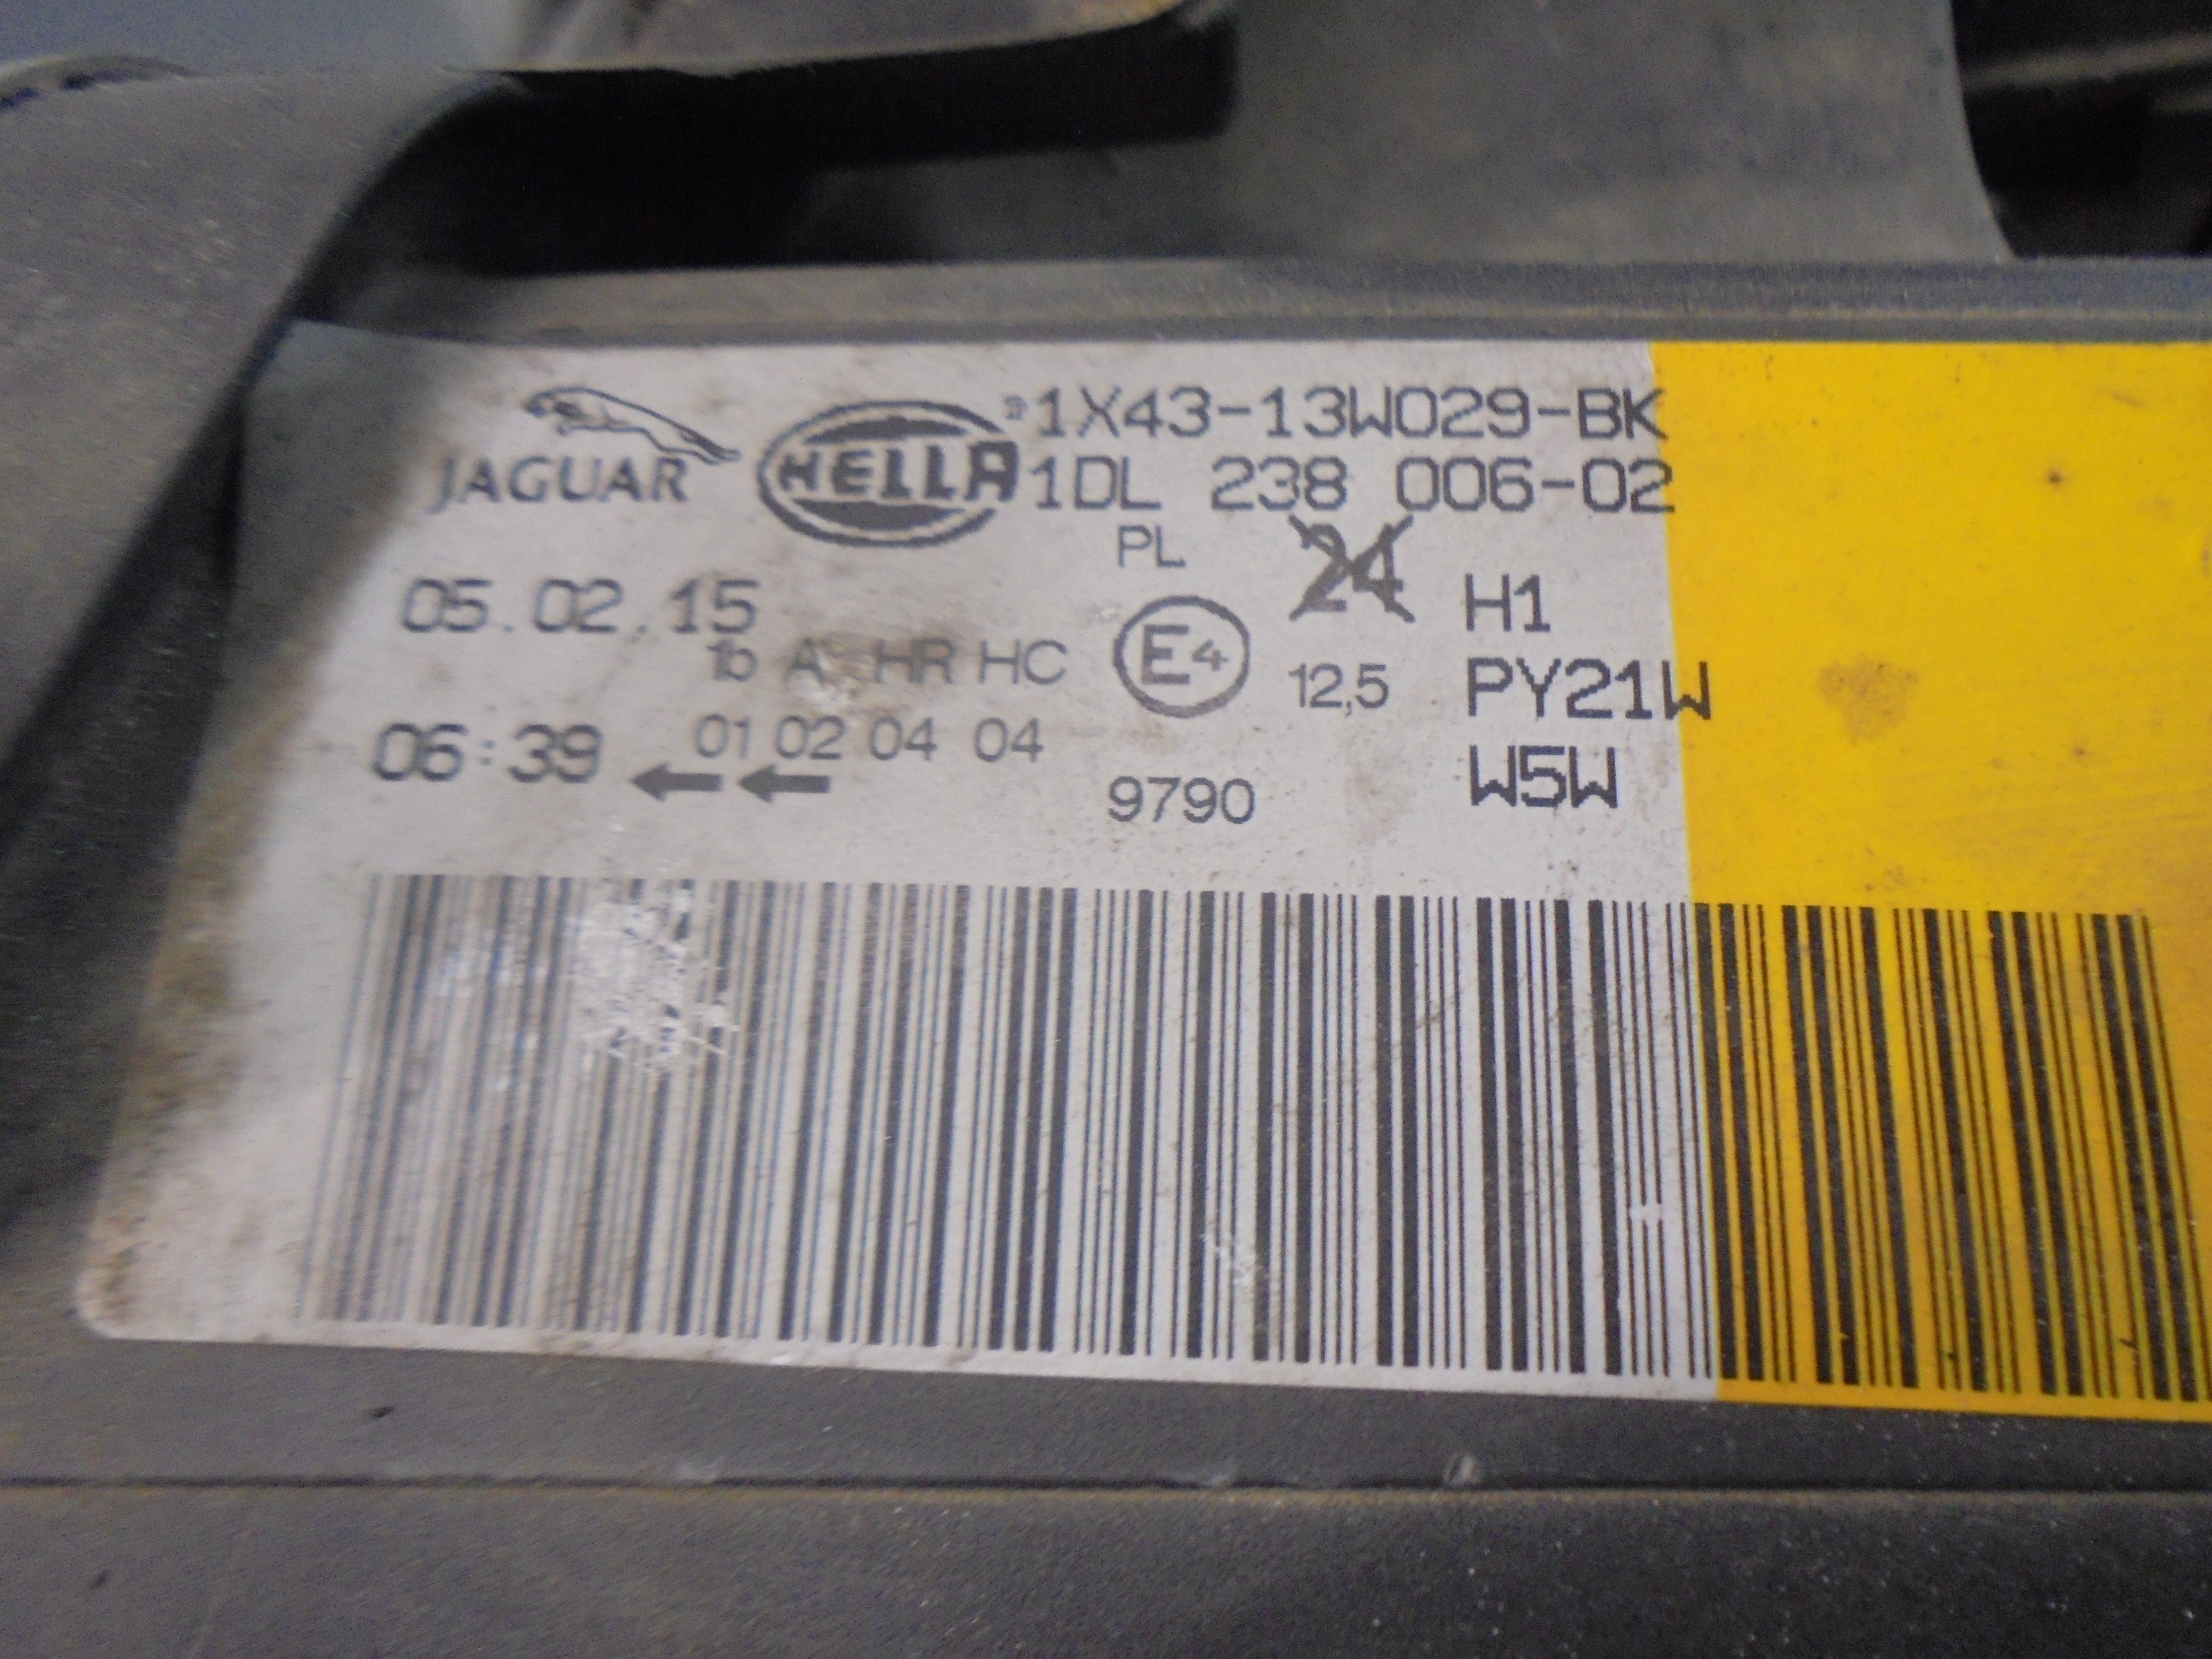 JAGUAR HELLA 1X43-13W029-BK
1DL 238 006-02
PL 24
05.02.15 H1
1b A HR HC E4 12,5 PY21W
06:39 01 02 04 04 W5W
9790